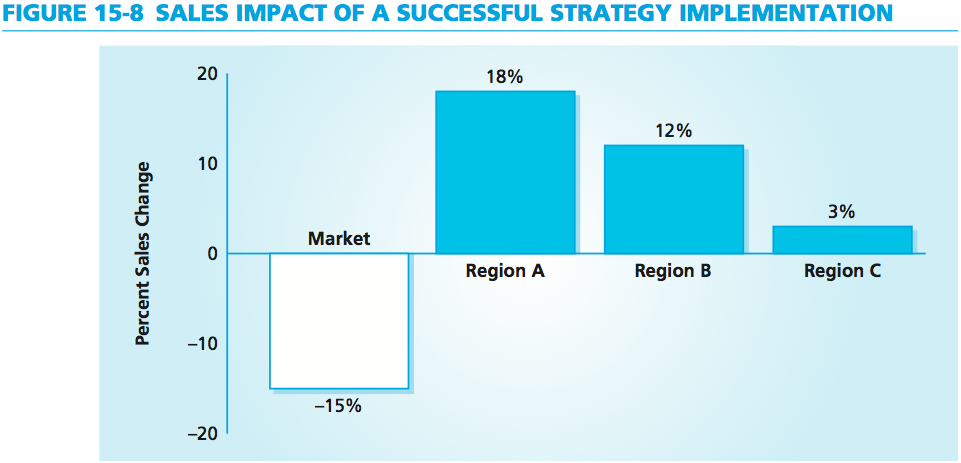 FIGURE 15-8 SALES IMPACT OF A SUCCESSFUL STRATEGY IMPLEMENTATION
20
18%
12%
10
3%
Percent Sales Change
Market
0
Region A
Region B
Region C
–10
–15%
–20